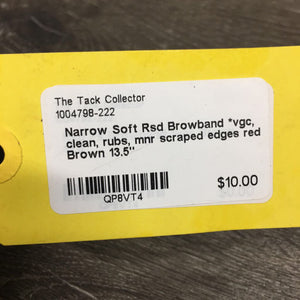 The Tack Collector
1004798-222
Narrow Soft Rsd Browband *vgc,
clean, rubs, mnr scraped edges red
Brown 13.5"
QP8VT4
$10.00